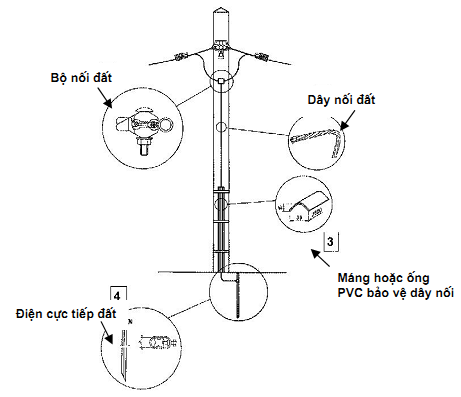 Bộ nối đất
Dây nối đất
3
Máng hoặc ống
PVC bảo vệ dây nối
4
Điện cực tiếp đất